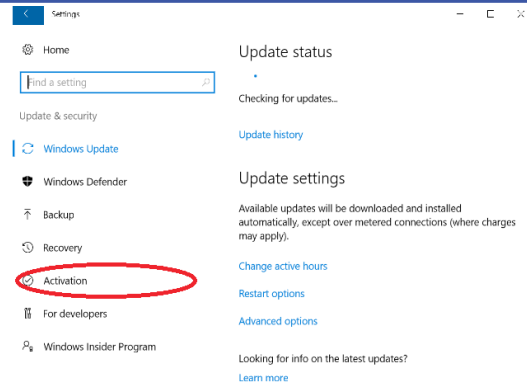 Settings
Home
Find a setting
Update & security
Windows Update
Windows Defender
Backup
Recovery
Activation
For developers
Windows Insider Program
Update status
Checking for updates...
Update history
Update settings
Available updates will be downloaded and installed
automatically, except over metered connections (where charges
may apply).
Change active hours
Restart options
Advanced options
Looking for info on the latest updates?
Learn more